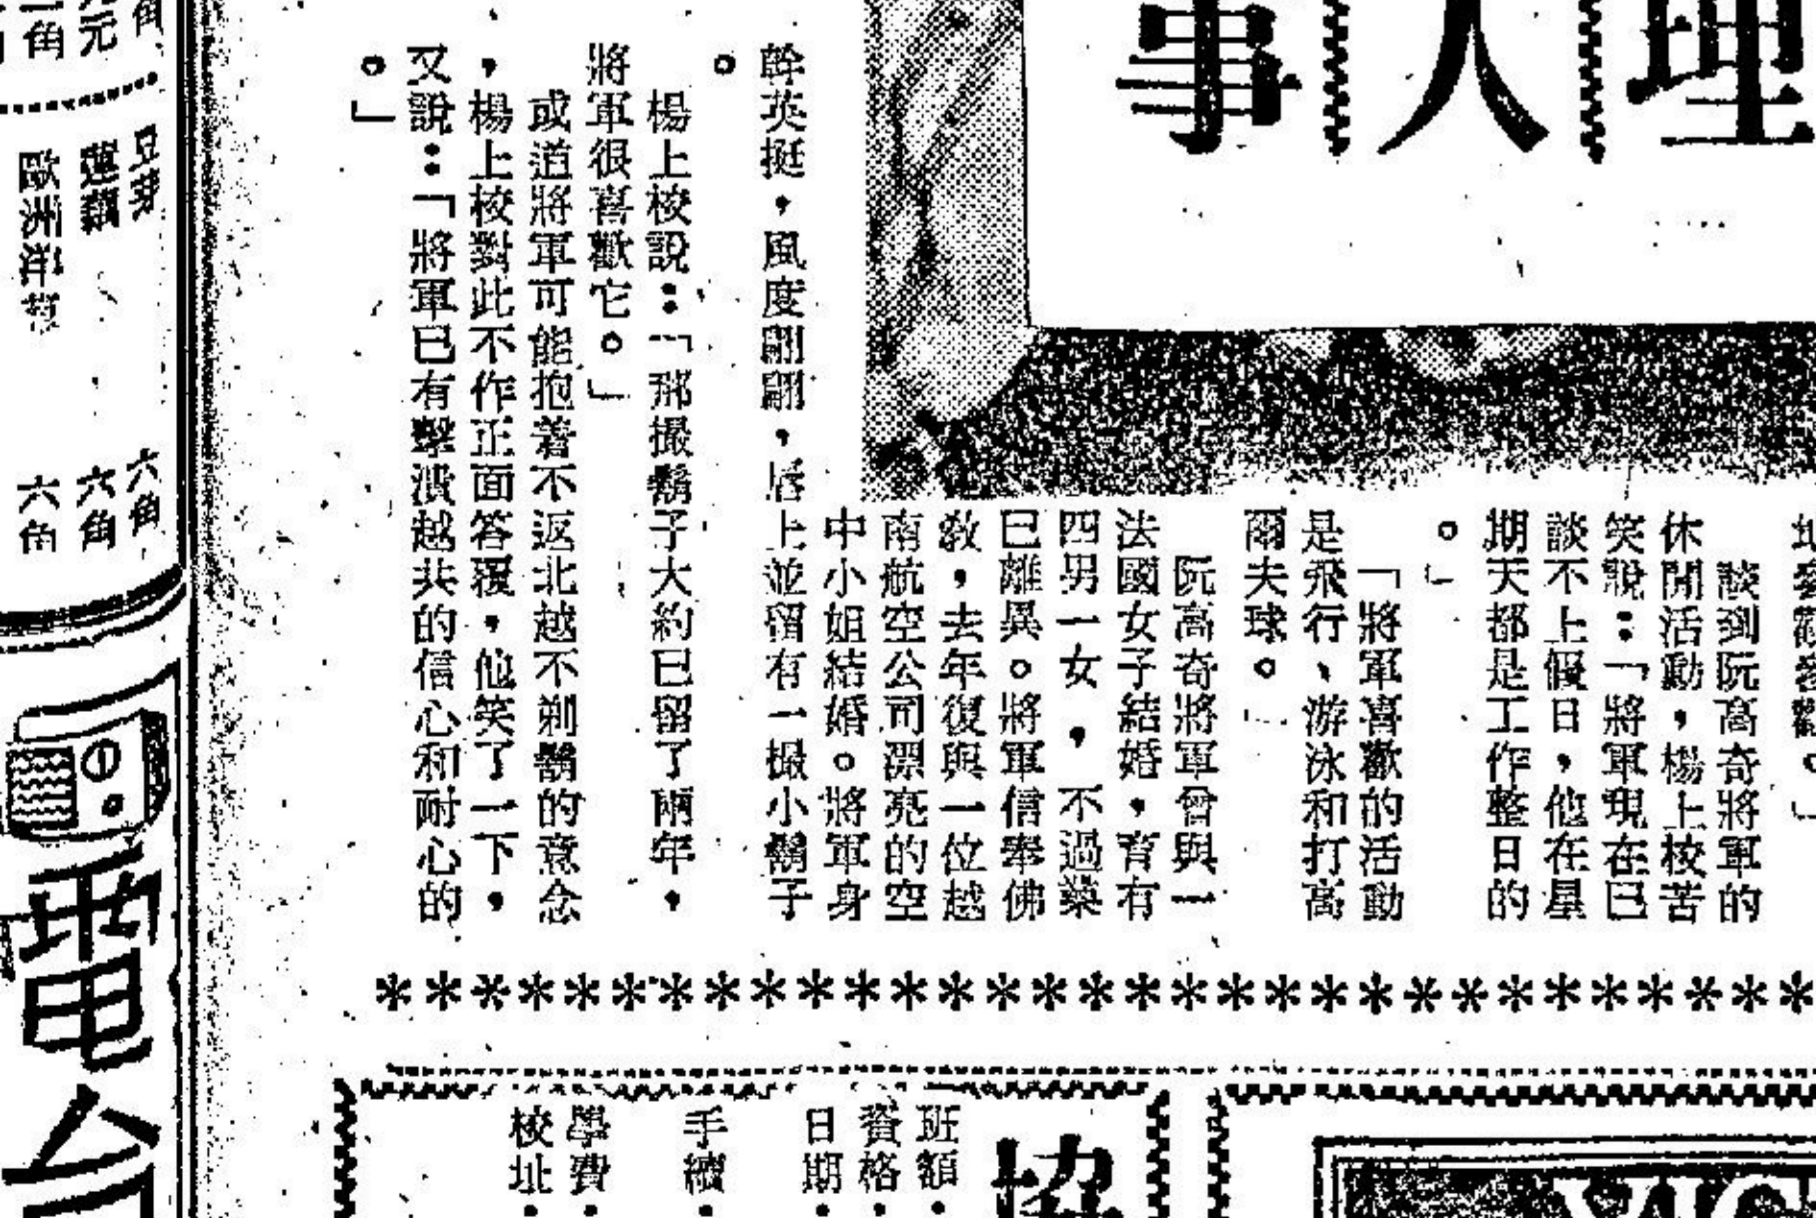 理人事
談到阮高奇將軍的
休閒活動，楊上校苦
笑說：「將軍現在已
談不上優日，他在星
期天都是工作整日的
。」
「將軍喜歡的活動
是飛行、游泳和打高
爾夫球。」
阮高奇將軍曾與一
法國女子結婚，育有
四男一女，不過業
已離異。將軍信奉佛
教，去年復與一位越
南航空公司漂亮的空
中小姐結婚。將軍身
幹英挺，風度翩翩，唇上並留有一撮小鬍子
。
楊上校說：「那撮鬍子大約已留了兩年，
將軍很喜歡它。」
或道將軍可能抱着不返北越不剃鬍的意念
，楊上校對此不作正面答覆，他笑了一下，
又說：「將軍已有擊潰越共的信心和耐心的
。」
豆芽 六角
蓮藕 六角
歐洲洋 六角
電台
協
班額：
資格：
日期：
手續：
學費：
校址：